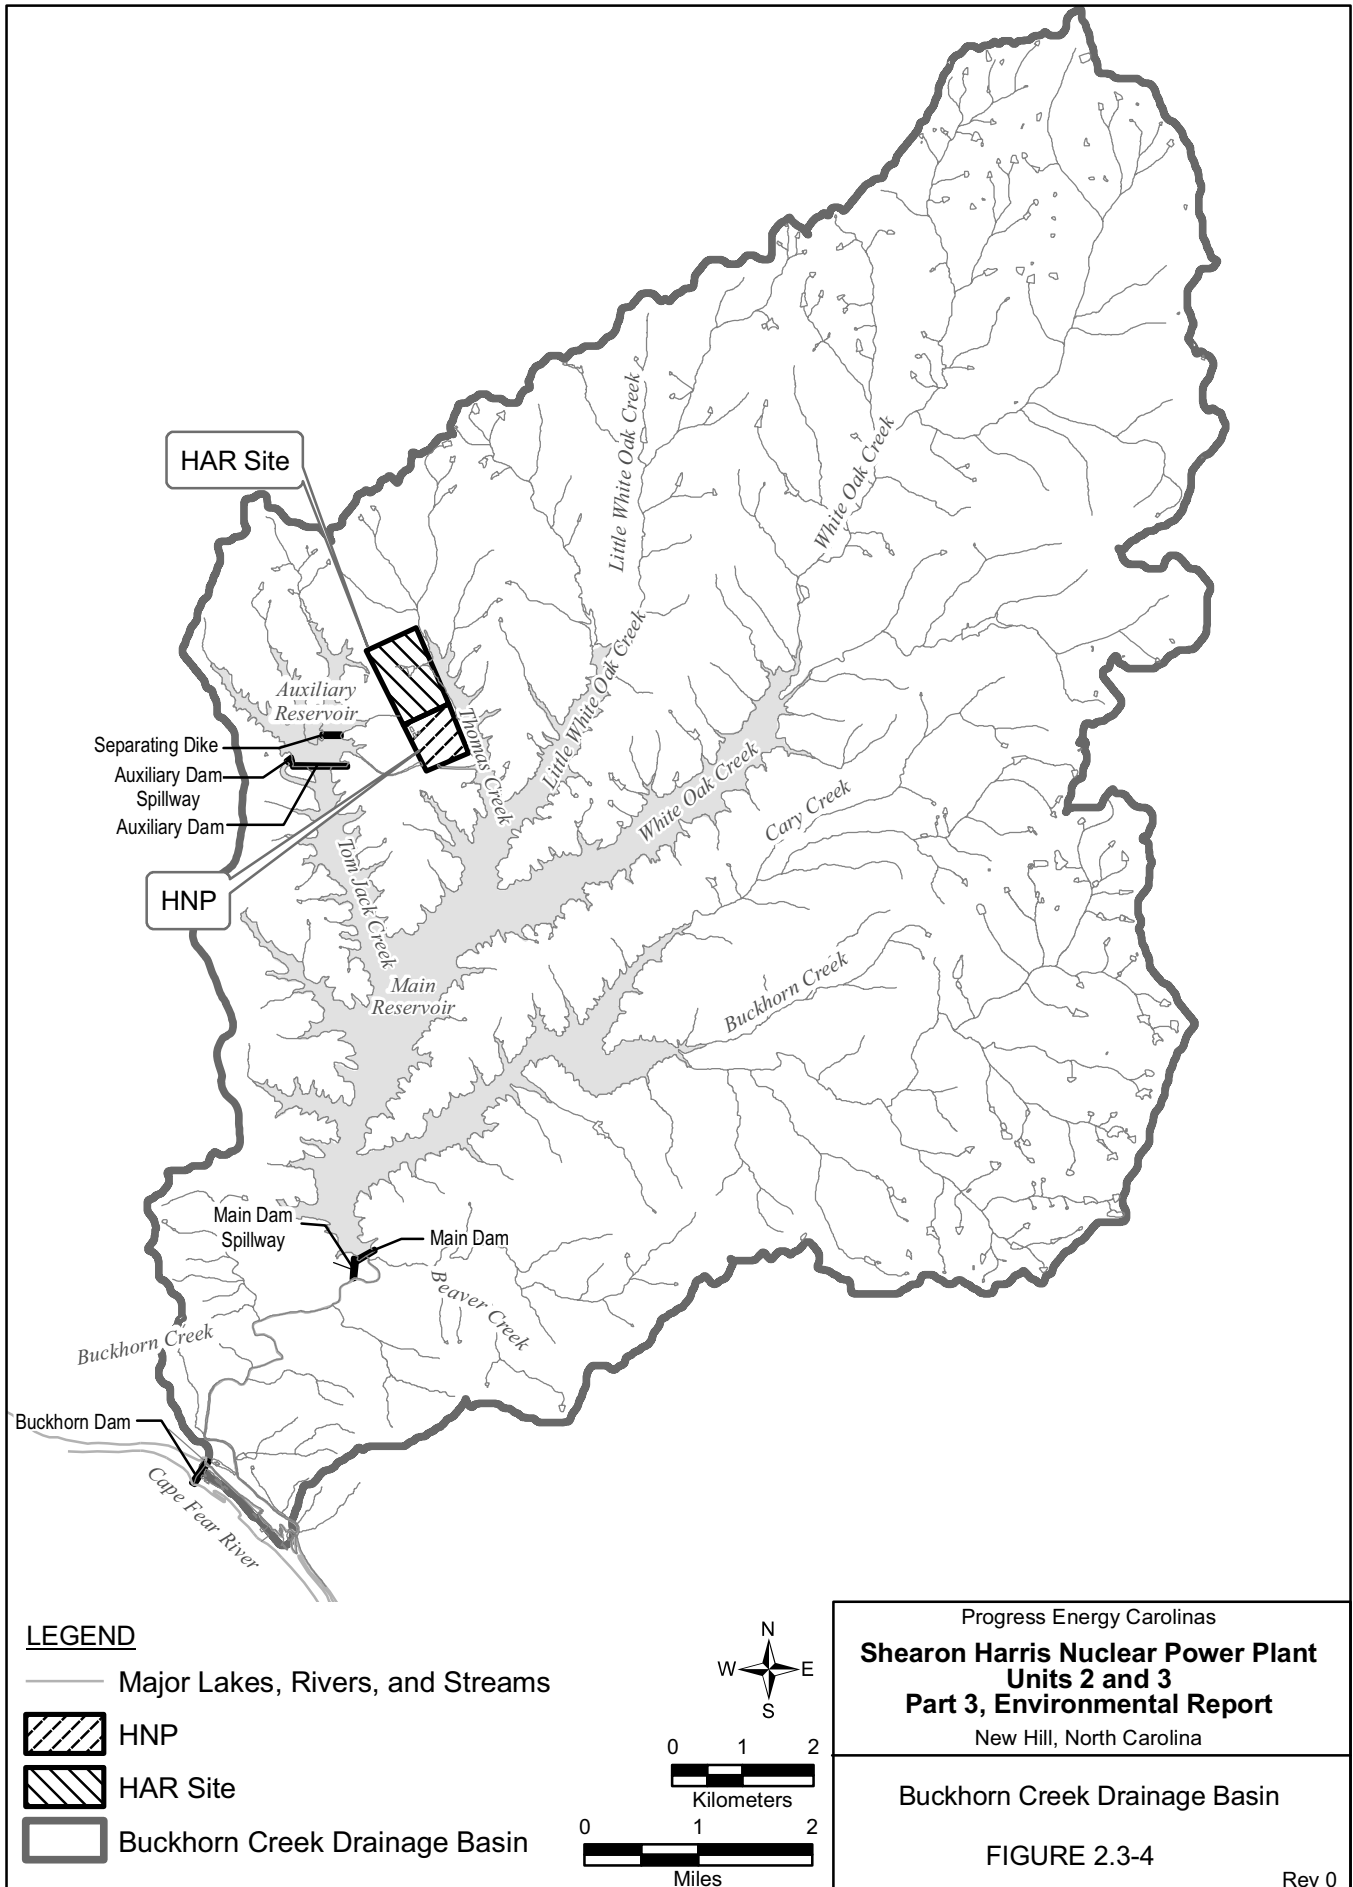 HAR Site
Little White Oak Creek
White Oak Creek
Auxiliary
Reservoir
Separating Dike
Auxiliary Dam
Spillway
Auxiliary Dam
Thomas Creek
Little White Oak Creek
White Oak Creek
Cary Creek
HNP
Tom Jack Creek
Main
Reservoir
Buckhorn Creek
Main Dam
Spillway
Main Dam
Beaver Creek
Buckhorn Creek
Buckhorn Dam
Cape Fear River
LEGEND
Major Lakes, Rivers, and Streams
HNP
HAR Site
Buckhorn Creek Drainage Basin
N
W E
S
0 1 2
Kilometers
0 1 2
Miles
Progress Energy Carolinas
Shearon Harris Nuclear Power Plant
Units 2 and 3
Part 3, Environmental Report
New Hill, North Carolina
Buckhorn Creek Drainage Basin
FIGURE 2.3-4
Rev 0